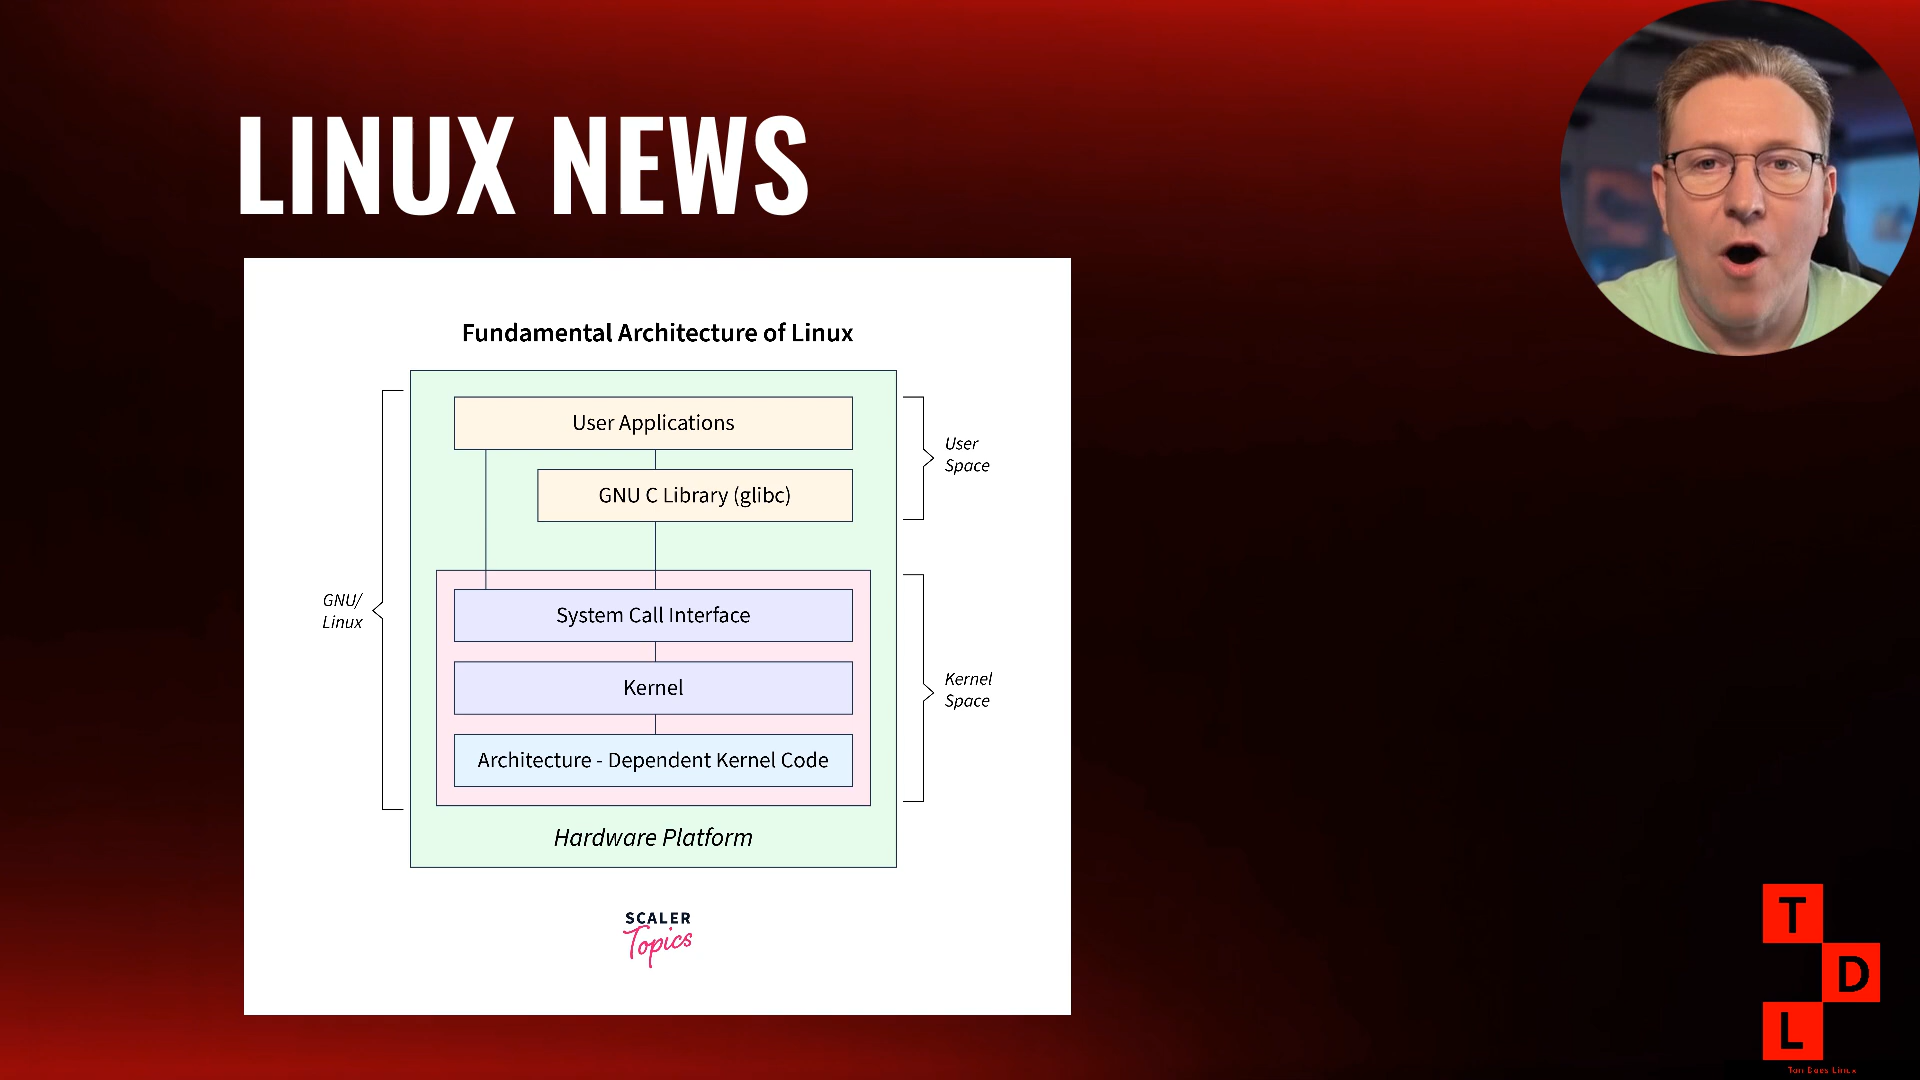 LINUX NEWS
Fundamental Architecture of Linux
User Applications
GNU C Library (glibc)
User
Space
GNU/
Linux
System Call Interface
Kernel
Architecture - Dependent Kernel Code
Kernel
Space
Hardware Platform
SCALER
Topics
T
D
L
Linux